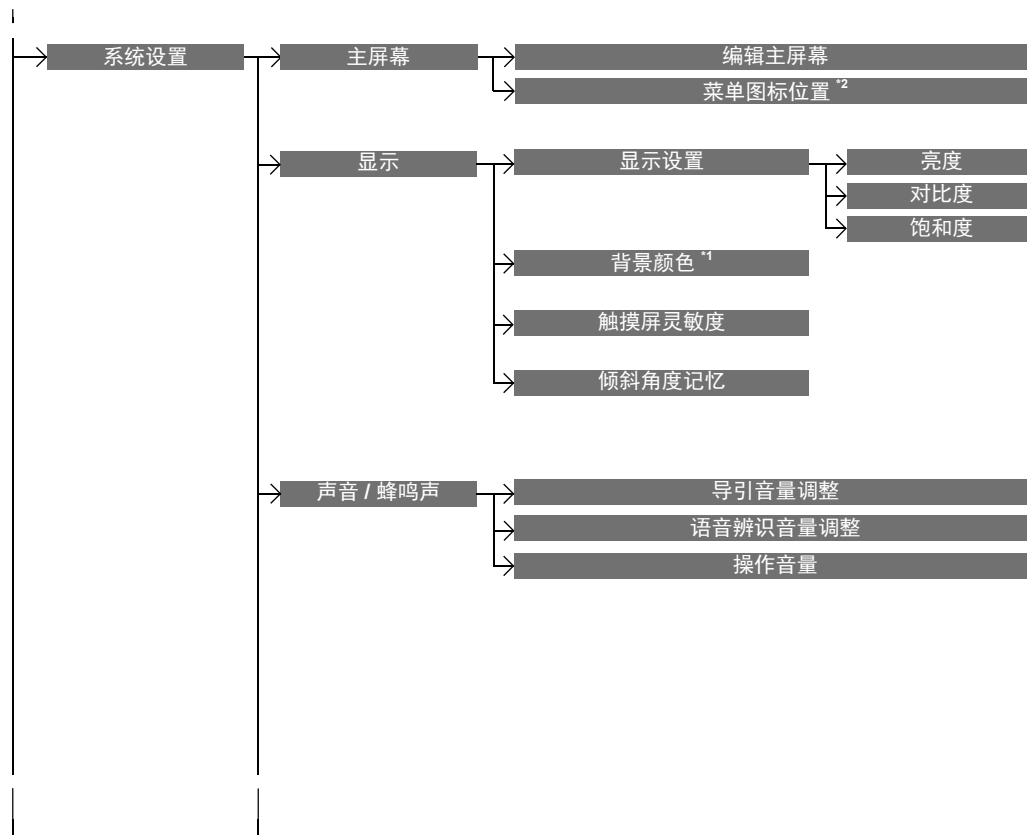 系统设置
主屏幕
编辑主屏幕
菜单图标位置 *2
显示
显示设置
亮度
对比度
饱和度
背景颜色 *1
触摸屏灵敏度
倾斜角度记忆
声音 / 蜂鸣声
导引音量调整
语音辨识音量调整
操作音量